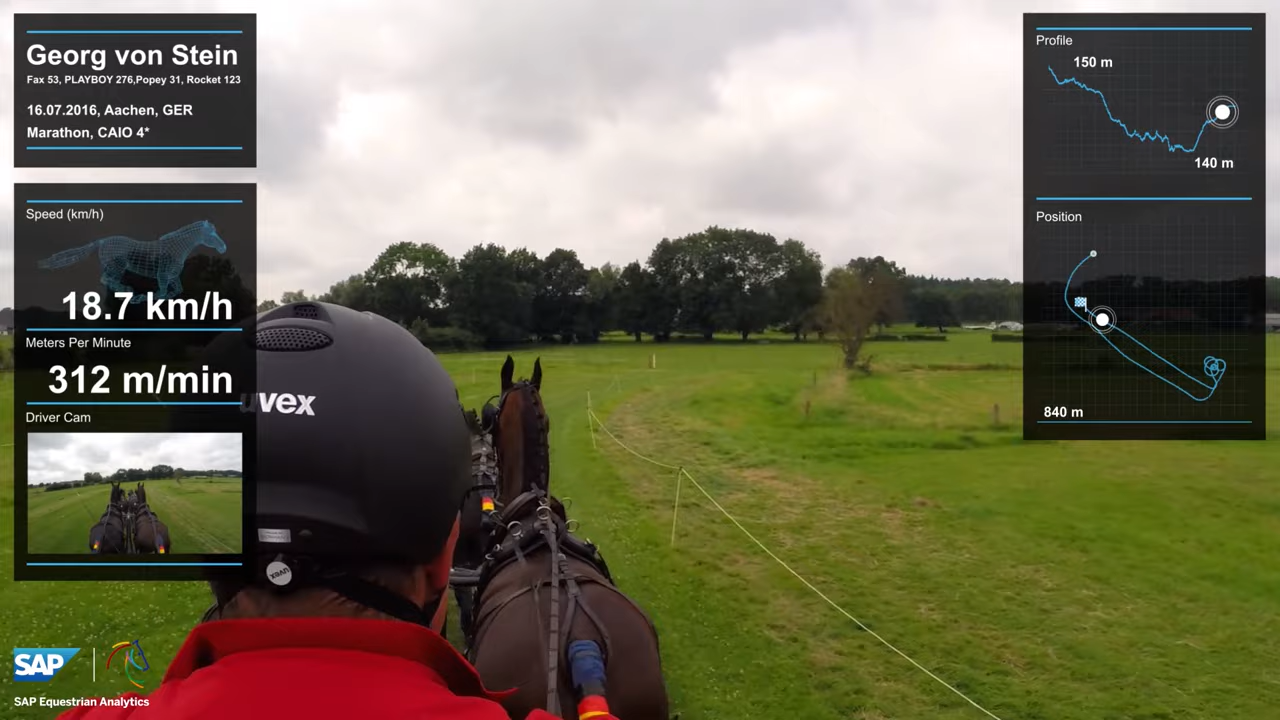 Georg von Stein
Fax 53, PLAYBOY 276,Popey 31, Rocket 123
16.07.2016, Aachen, GER
Marathon, CAIO 4*
Speed (km/h)
18.7 km/h
Meters Per Minute
312 m/min
Driver Cam
Profile
150 m
140 m
Position
840 m
uvex
uvex
SAP
SAP Equestrian Analytics